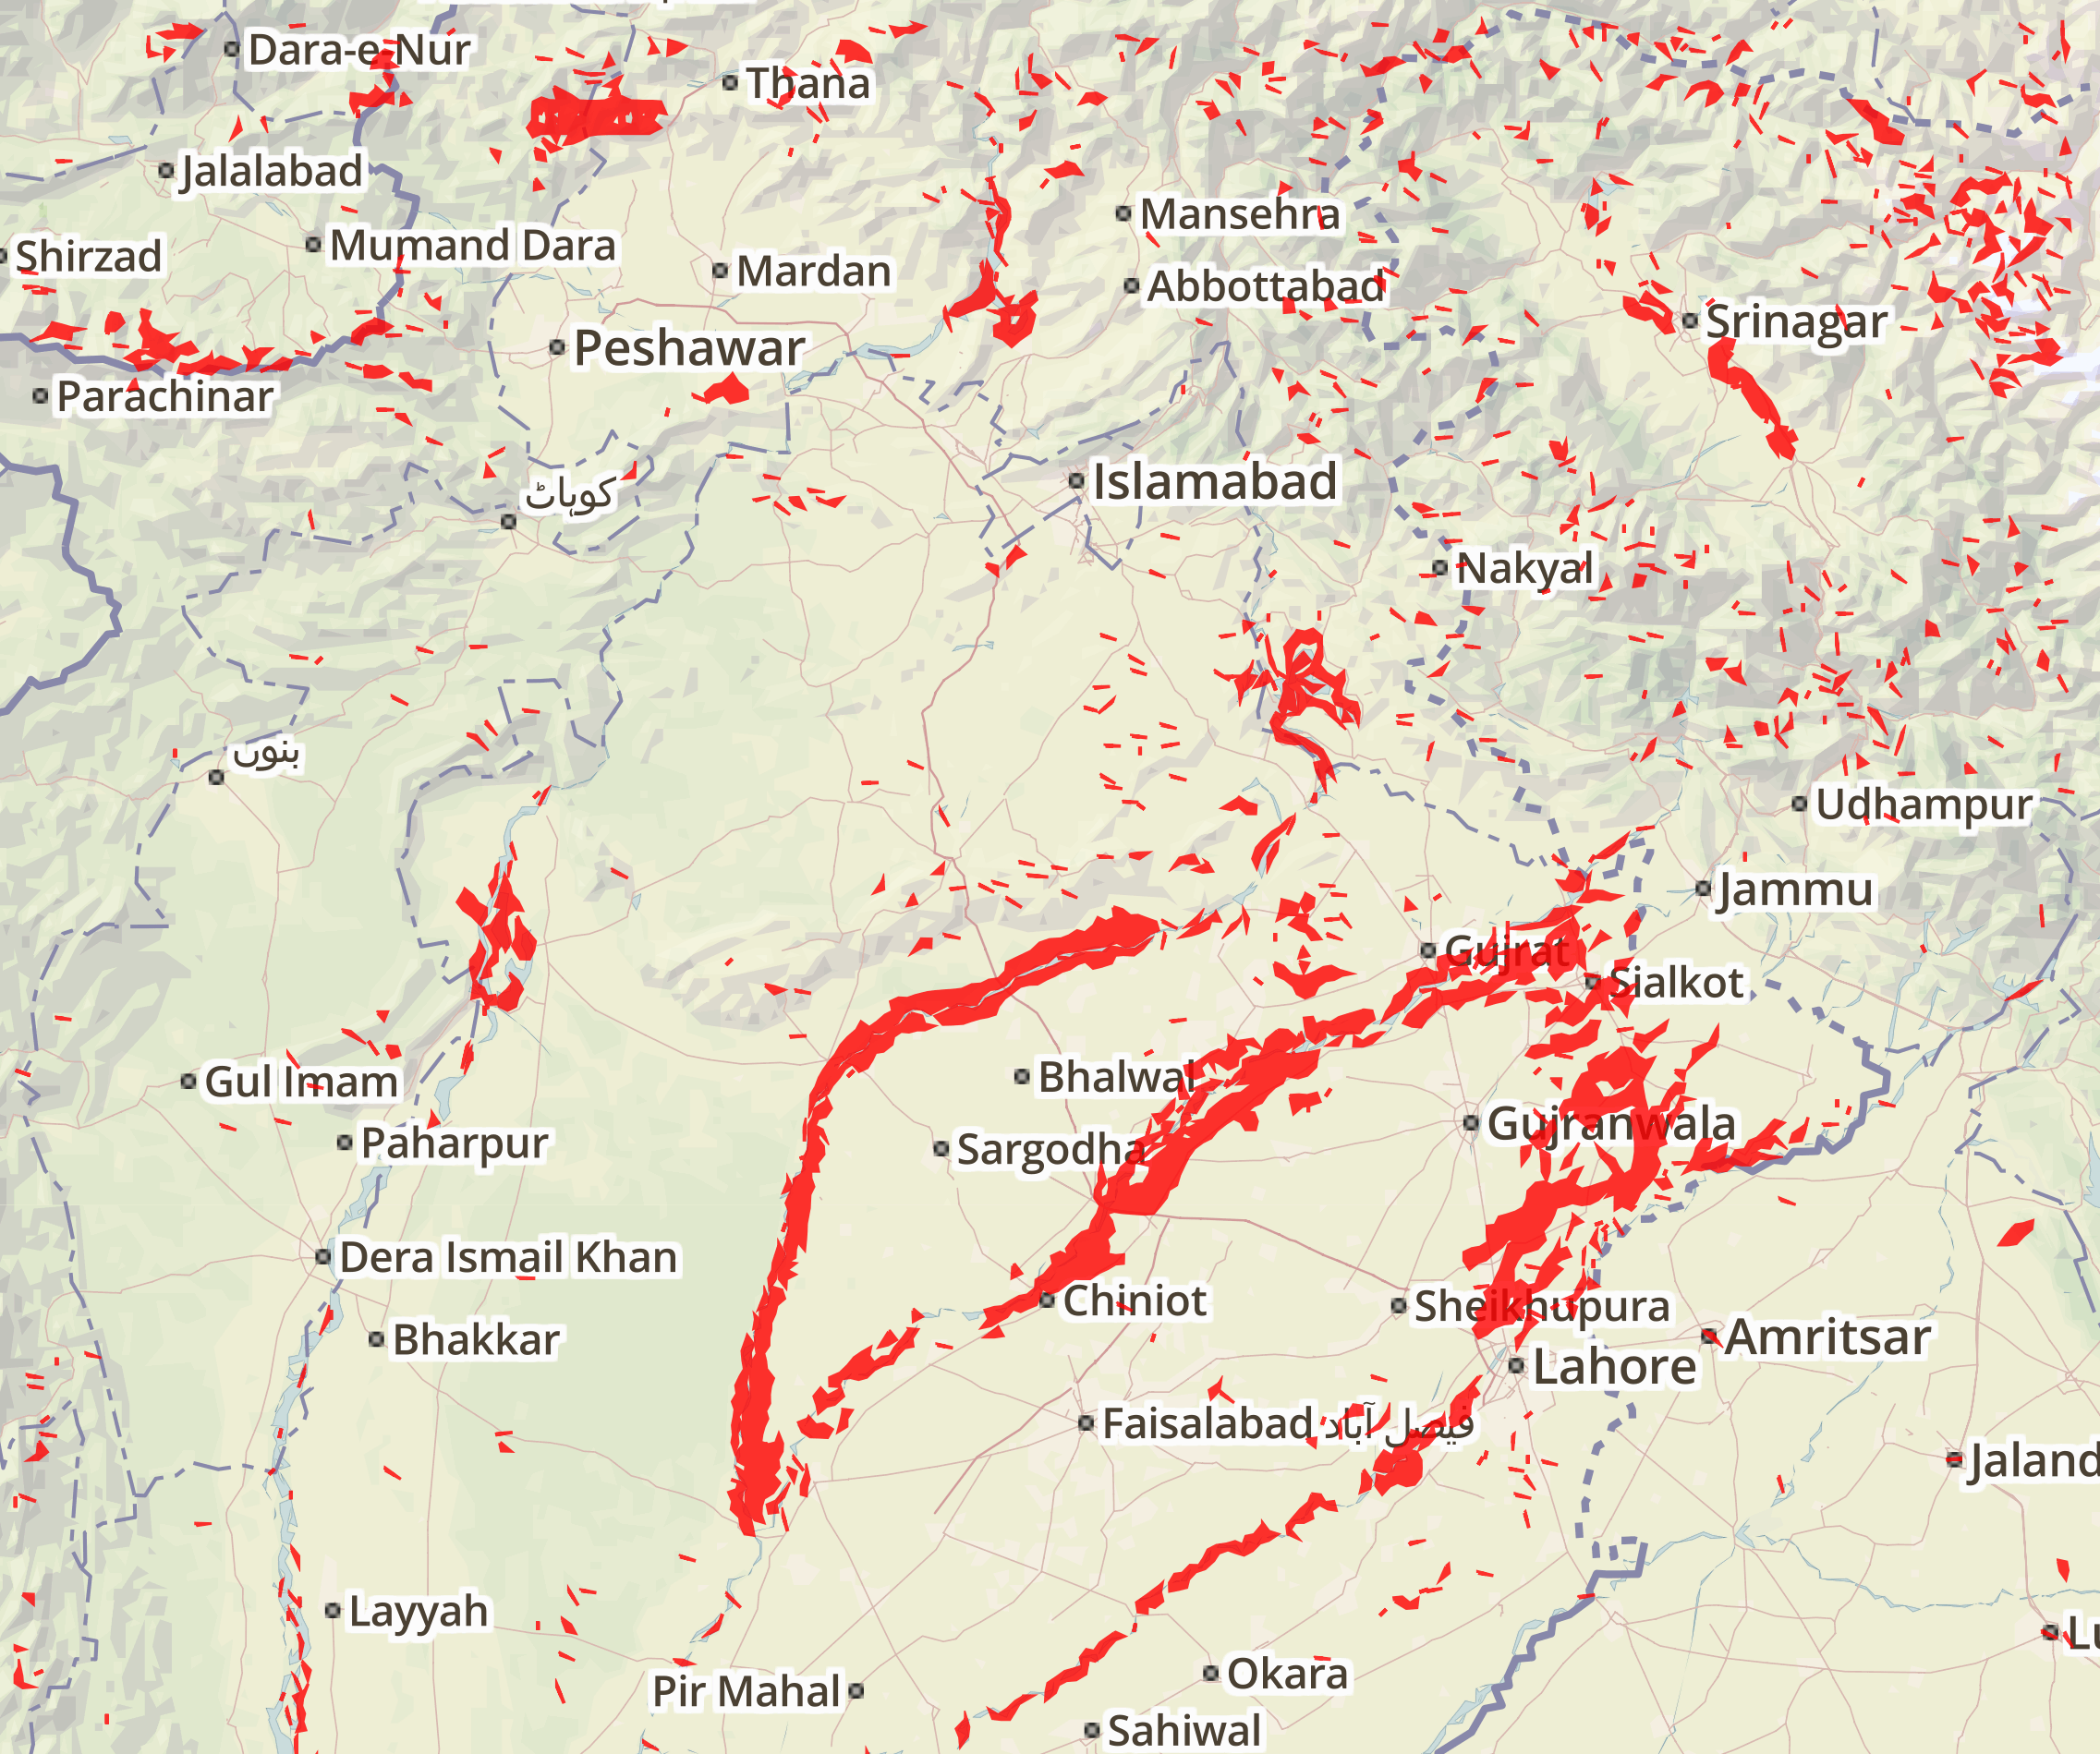 Dara-e-Nur
Thana
Jalalabad
Mansehra
Mumand Dara
Shirzad
Mardan
Abbottabad
Srinagar
Peshawar
Parachinar
Islamabad
کوہاٹ
Nakyal
بنوں
Udhampur
Jammu
Gujrat
Sialkot
Bhalwal
Gul Imam
Gujranwala
Paharpur
Sargodha
Dera Ismail Khan
Chiniot
Sheikhupura
Bhakkar
Amritsar
Lahore
Faisalabad فیصل آباد
Jaland
Layyah
Lu
Okara
Pir Mahal
Sahiwal